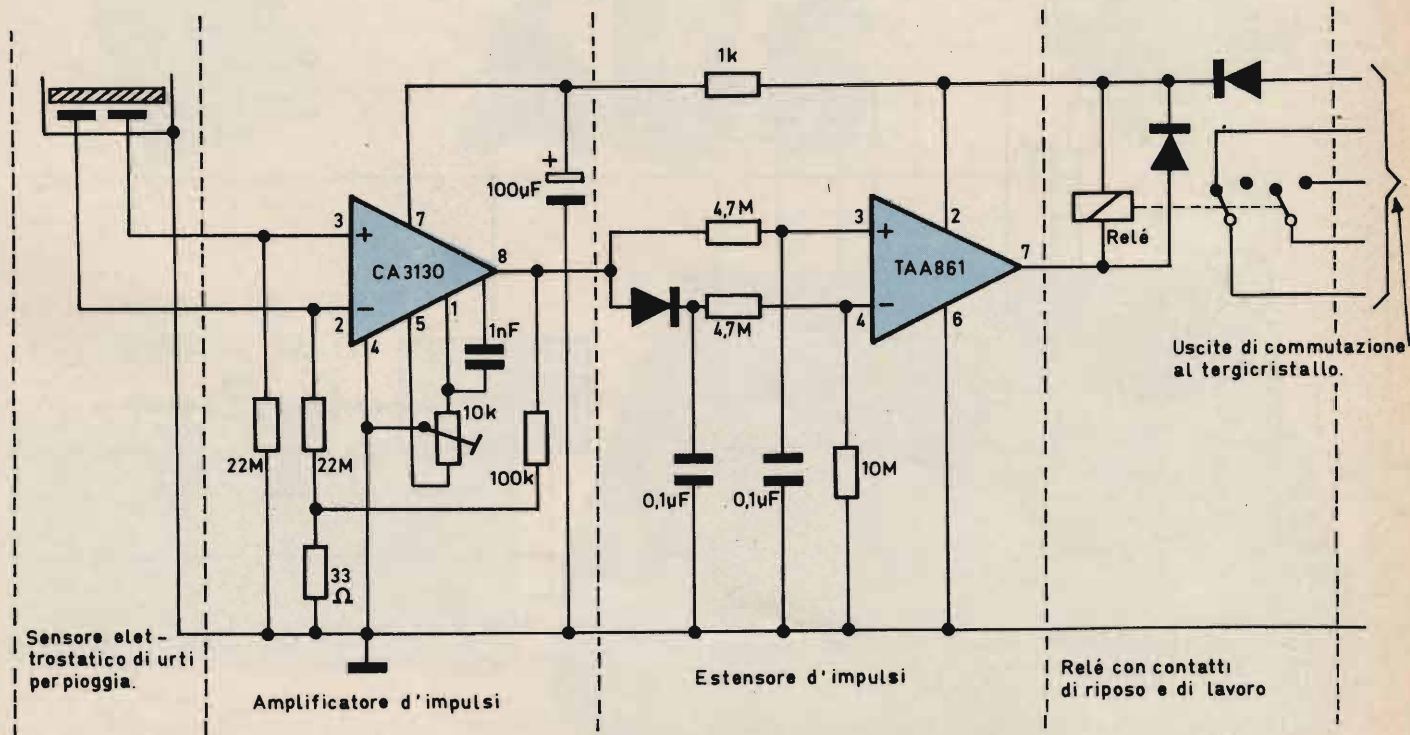 1k
100µF
+
3
+
7
CA3130
8
2
−
4
5
1
1nF
10k
22M
22M
100k
33
Ω
4,7M
4,7M
3
+
2
TAA861
7
4
−
6
0,1µF
0,1µF
10M
Relé
Uscite di commutazione
al tergicristallo.
Sensore elet-
trostatico di urti
per pioggia.
Amplificatore d'impulsi
Estensore d'impulsi
Relé con contatti
di riposo e di lavoro